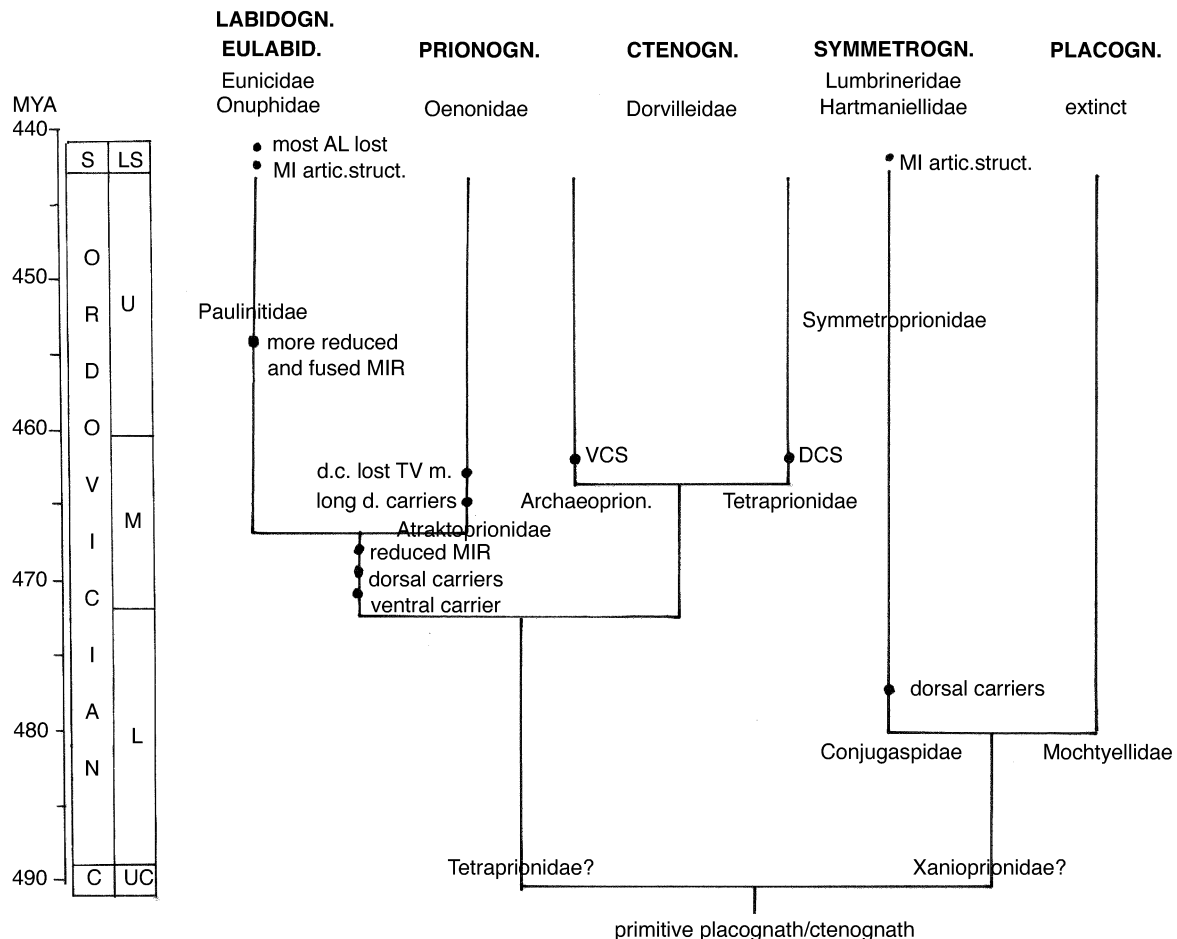 LABIDOGN.
EULABID. PRIONOGN. CTENOGN. SYMMETROGN. PLACOGN.
Eunicidae Lumbrineridae
MYA Onuphidae Oenonidae Dorvilleidae Hartmaniellidae extinct
440
most AL lost
S LS MI artic.struct. MI artic.struct.
O
450
U
Paulinitidae
R Symmetroprionidae
more reduced
and fused MIR
D
460 O
VCS DCS
d.c. lost TV m.
V
long d. carriers Archaeoprion. Tetraprionidae
M
Atraktoprionidae
I
reduced MIR
470 dorsal carriers
C
ventral carrier
I
dorsal carriers
A
480 L
Conjugaspidae Mochtyellidae
N
Tetraprionidae? Xanioprionidae?
490 C UC
primitive placognath/ctenognath